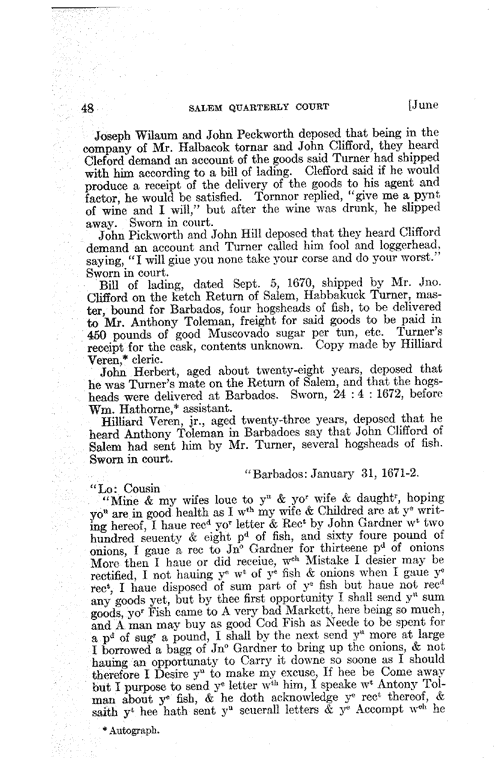 48 SALEM QUARTERLY COURT [June
Joseph Wilaum and John Peckworth deposed that being in the
company of Mr. Halbacok tornar and John Clifford, they heard
Cleford demand an account of the goods said Turner had shipped
with him according to a bill of lading. Clefford said if he would
produce a receipt of the delivery of the goods to his agent and
factor, he would be satisfied. Tornnor replied, "give me a pynt
of wine and I will," but after the wine was drunk, he slipped
away. Sworn in court.
John Pickworth and John Hill deposed that they heard Clifford
demand an account and Turner called him fool and loggerhead,
saying, "I will giue you none take your corse and do your worst."
Sworn in court.
Bill of lading, dated Sept. 5, 1670, shipped by Mr. Jno.
Clifford on the ketch Return of Salem, Habbakuck Turner, mas-
ter, bound for Barbados, four hogsheads of fish, to be delivered
to Mr. Anthony Toleman, freight for said goods to be paid in
450 pounds of good Muscovado sugar per tun, etc. Turner's
receipt for the cask, contents unknown. Copy made by Hilliard
Veren,* cleric.
John Herbert, aged about twenty-eight years, deposed that
he was Turner's mate on the Return of Salem, and that the hogs-
heads were delivered at Barbados. Sworn, 24 : 4 : 1672, before
Wm. Hathorne,* assistant.
Hilliard Veren, jr., aged twenty-three years, deposed that he
heard Anthony Toleman in Barbadoes say that John Clifford of
Salem had sent him by Mr. Turner, several hogsheads of fish.
Sworn in court.
"Barbados: January 31, 1671-2.
"Lo: Cousin
"Mine & my wifes loue to yᵘ & yoʳ wife & daughtʳ, hoping
yoᵘ are in good health as I wᵗʰ my wife & Childred are at yᵉ writ-
ing hereof, I haue recᵈ yoʳ letter & Recᵗ by John Gardner wᵗ two
hundred seuenty & eight pᵈ of fish, and sixty foure pound of
onions, I gaue a rec to Jnº Gardner for thirteene pᵈ of onions
More then I haue or did receiue, wᶜʰ Mistake I desier may be
rectified, I not hauing yᵉ wᵗ of yᵉ fish & onions when I gaue yᵉ
recᵗ, I haue disposed of sum part of yᵉ fish but haue not recᵈ
any goods yet, but by thee first opportunity I shall send yᵘ sum
goods, yoʳ Fish came to A very bad Markett, here being so much,
and A man may buy as good Cod Fish as Neede to be spent for
a pᵈ of sugʳ a pound, I shall by the next send yᵘ more at large
I borrowed a bagg of Jnº Gardner to bring up the onions, & not
hauing an opportunaty to Carry it downe so soone as I should
therefore I Desire yᵘ to make my excuse, If hee be Come away
but I purpose to send yᵉ letter wᵗʰ him, I speake wᵗ Antony Tol-
man about yᵉ fish, & he doth acknowledge yᵉ recᵗ thereof, &
saith yᵗ hee hath sent yᵘ seuerall letters & yᵉ Accompt wᶜʰ he
* Autograph.